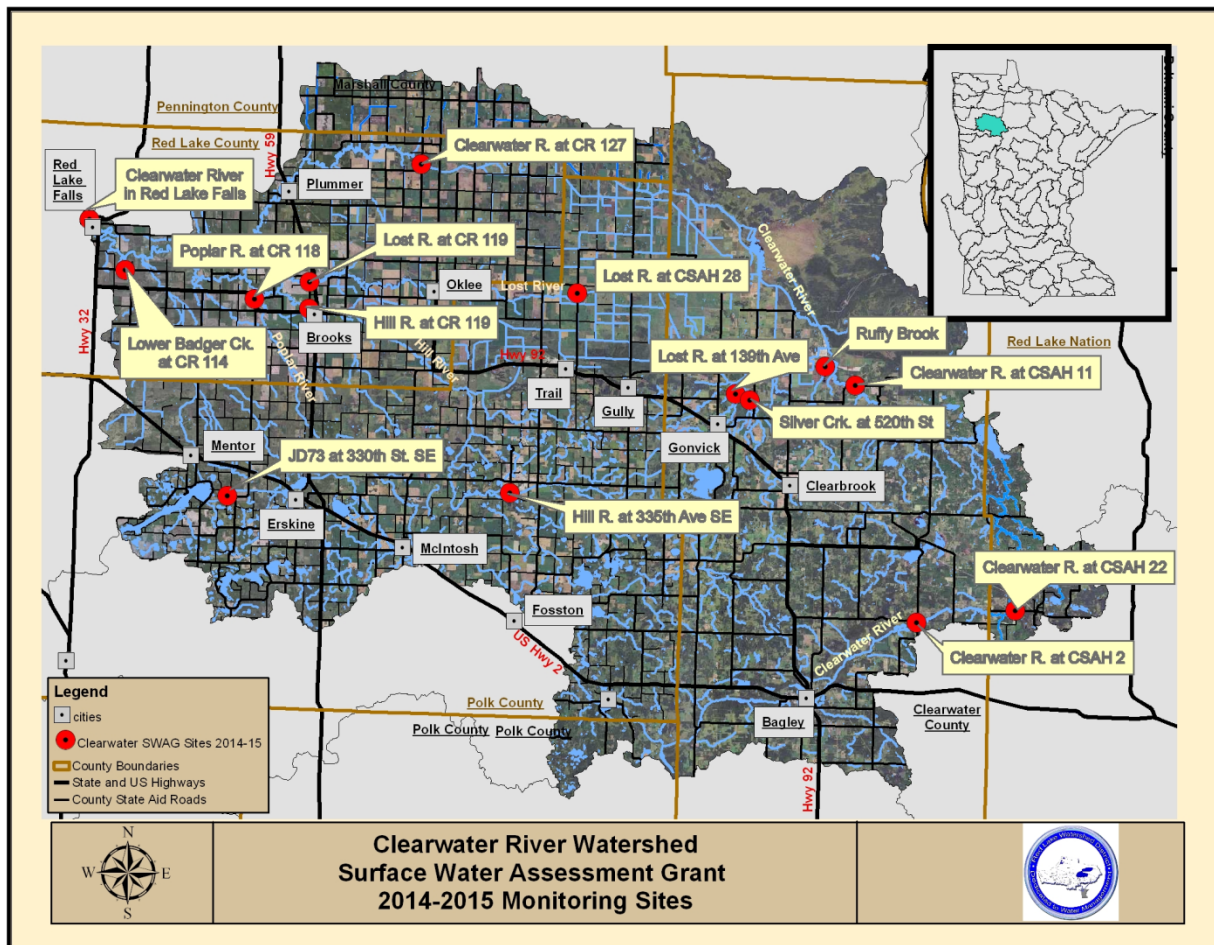 Marshall County
Pennington County
Red Lake County
Hwy 59
Clearwater R. at CR 127
Red
Lake
Falls
Clearwater River
in Red Lake Falls
Plummer
Poplar R. at CR 118
Lost R. at CR 119
Oklee
Lost River
Lost R. at CSAH 28
Clearwater River
Hwy 32
Lower Badger Ck.
at CR 114
Brooks
Hill R. at CR 119
Poplar River
Hill River
Hwy 92
Trail
Gully
Lost R. at 139th Ave
Ruffy Brook
Red Lake Nation
Clearwater R. at CSAH 11
Silver Crk. at 520th St
Gonvick
Mentor
JD73 at 330th St. SE
Clearbrook
Erskine
Hill R. at 335th Ave SE
McIntosh
Clearwater R. at CSAH 22
Fosston
US Hwy 2
Clearwater River
Clearwater R. at CSAH 2
Polk County
Polk County
Polk County
Bagley
Clearwater
County
Hwy 92
Legend
cities
Clearwater SWAG Sites 2014-15
County Boundaries
State and US Highways
County State Aid Roads
N
W
E
S
Clearwater River Watershed
Surface Water Assessment Grant
2014-2015 Monitoring Sites
Red Lake Watershed District